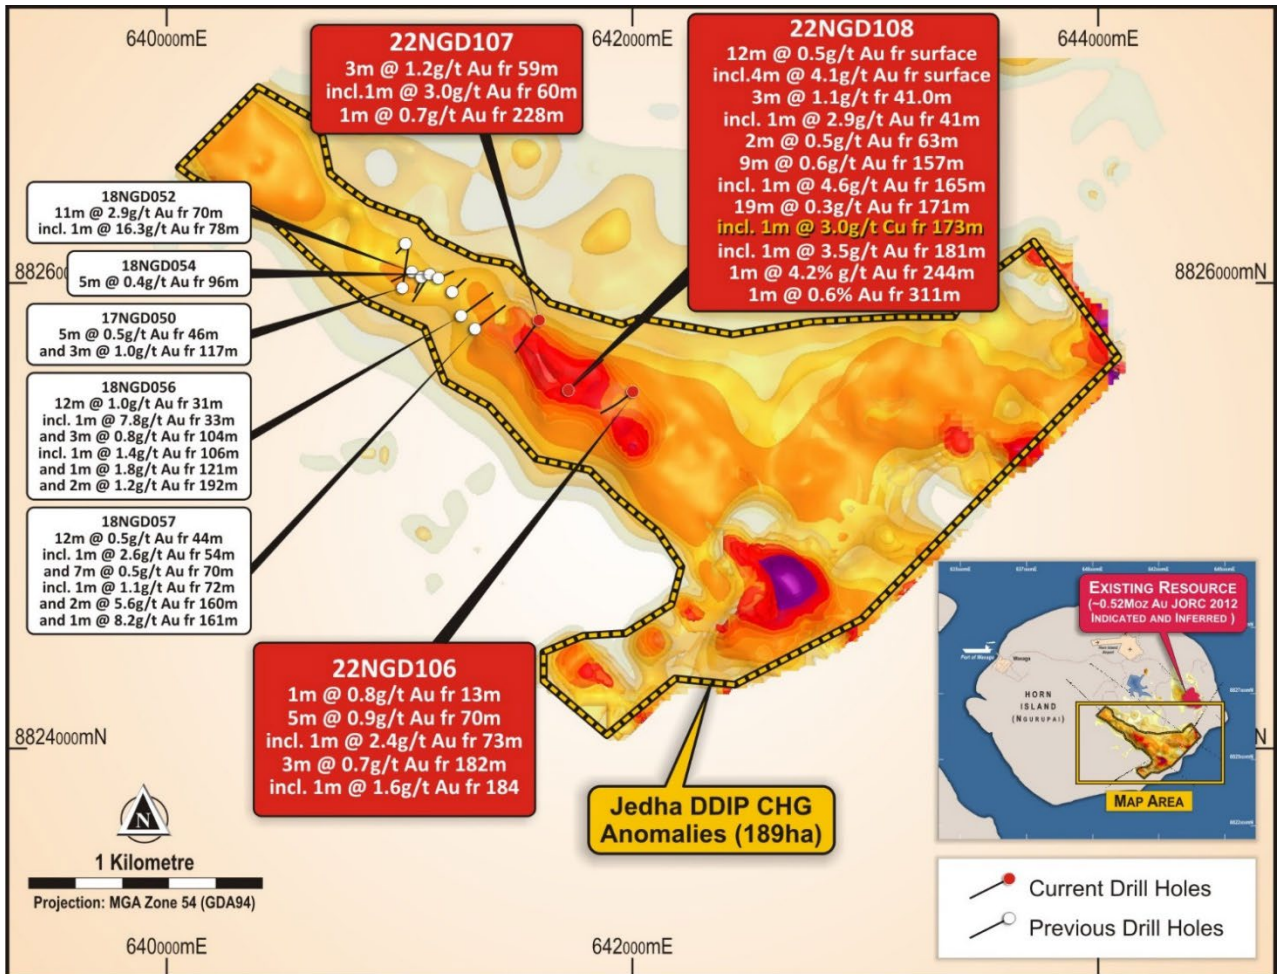 640000mE
642000mE
644000mE
22NGD107
3m @ 1.2g/t Au fr 59m
incl.1m @ 3.0g/t Au fr 60m
1m @ 0.7g/t Au fr 228m
22NGD108
12m @ 0.5g/t Au fr surface
incl.4m @ 4.1g/t Au fr surface
3m @ 1.1g/t fr 41.0m
incl. 1m @ 2.9g/t Au fr 41m
2m @ 0.5g/t Au fr 63m
9m @ 0.6g/t Au fr 157m
incl. 1m @ 4.6g/t Au fr 165m
19m @ 0.3g/t Au fr 171m
incl. 1m @ 3.0g/t Cu fr 173m
incl. 1m @ 3.5g/t Au fr 181m
1m @ 4.2% g/t Au fr 244m
1m @ 0.6% Au fr 311m
18NGD052
11m @ 2.9g/t Au fr 70m
incl. 1m @ 16.3g/t Au fr 78m
8826000mN
18NGD054
5m @ 0.4g/t Au fr 96m
17NGD050
5m @ 0.5g/t Au fr 46m
and 3m @ 1.0g/t Au fr 117m
18NGD056
12m @ 1.0g/t Au fr 31m
incl. 1m @ 7.8g/t Au fr 33m
and 3m @ 0.8g/t Au fr 104m
incl. 1m @ 1.4g/t Au fr 106m
and 1m @ 1.8g/t Au fr 121m
and 2m @ 1.2g/t Au fr 192m
18NGD057
12m @ 0.5g/t Au fr 44m
incl. 1m @ 2.6g/t Au fr 54m
and 7m @ 0.5g/t Au fr 70m
incl. 1m @ 1.1g/t Au fr 72m
and 2m @ 5.6g/t Au fr 160m
and 1m @ 8.2g/t Au fr 161m
22NGD106
1m @ 0.8g/t Au fr 13m
5m @ 0.9g/t Au fr 70m
incl. 1m @ 2.4g/t Au fr 73m
3m @ 0.7g/t Au fr 182m
incl. 1m @ 1.6g/t Au fr 184
8824000mN
Jedha DDIP CHG
Anomalies (189ha)
EXISTING RESOURCE
(~0.52MOZ AU JORC 2012
INDICATED AND INFERRED )
Port of Wasaga
Wasaga
HORN
ISLAND
(NGURUPAI)
MAP AREA
N
1 Kilometre
Projection: MGA Zone 54 (GDA94)
Current Drill Holes
Previous Drill Holes
640000mE
642000mE